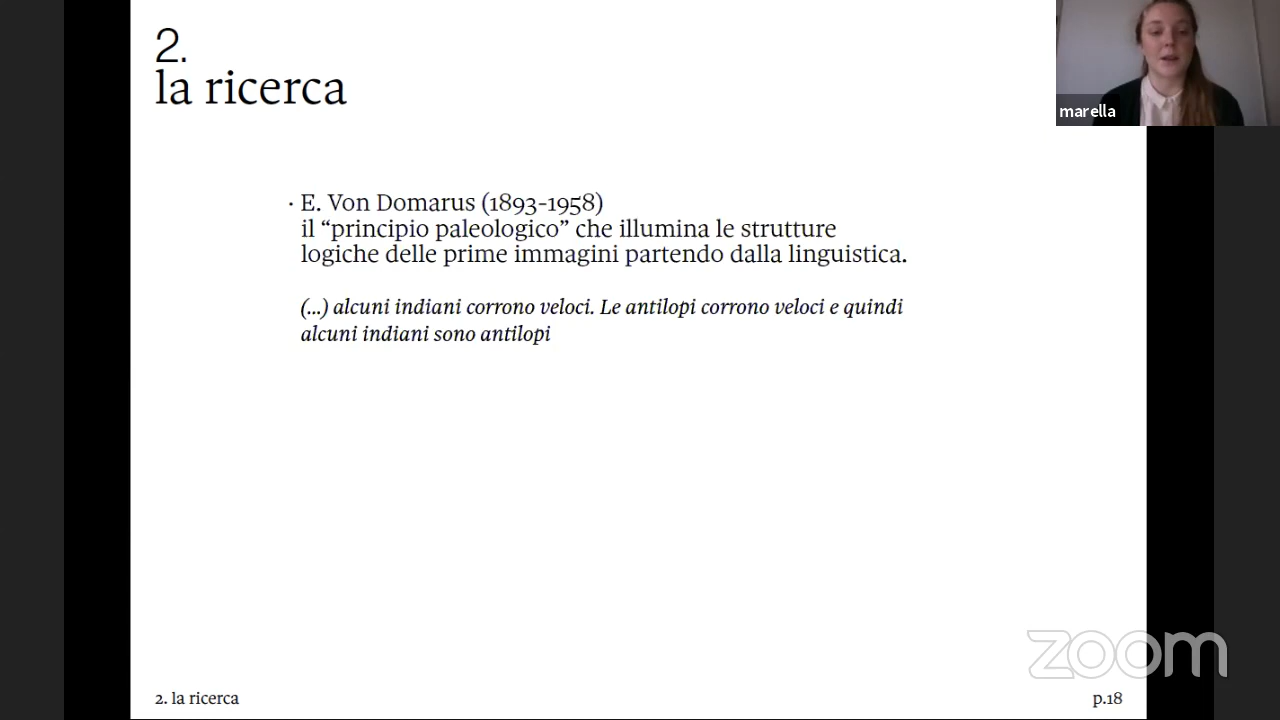 2.
la ricerca
marella
· E. Von Domarus (1893-1958)
il “principio paleologico” che illumina le strutture
logiche delle prime immagini partendo dalla linguistica.
(...) alcuni indiani corrono veloci. Le antilopi corrono veloci e quindi
alcuni indiani sono antilopi
zoom
2. la ricerca
p.18